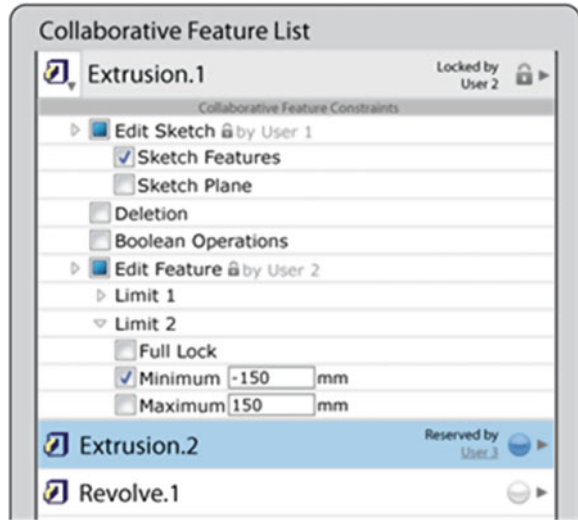 Collaborative Feature List
Extrusion.1
Locked by
User 2
Collaborative Feature Constraints
Edit Sketch by User 1
Sketch Features
Sketch Plane
Deletion
Boolean Operations
Edit Feature by User 2
Limit 1
Limit 2
Full Lock
Minimum -150 mm
Maximum 150 mm
Extrusion.2
Reserved by
User 3
Revolve.1